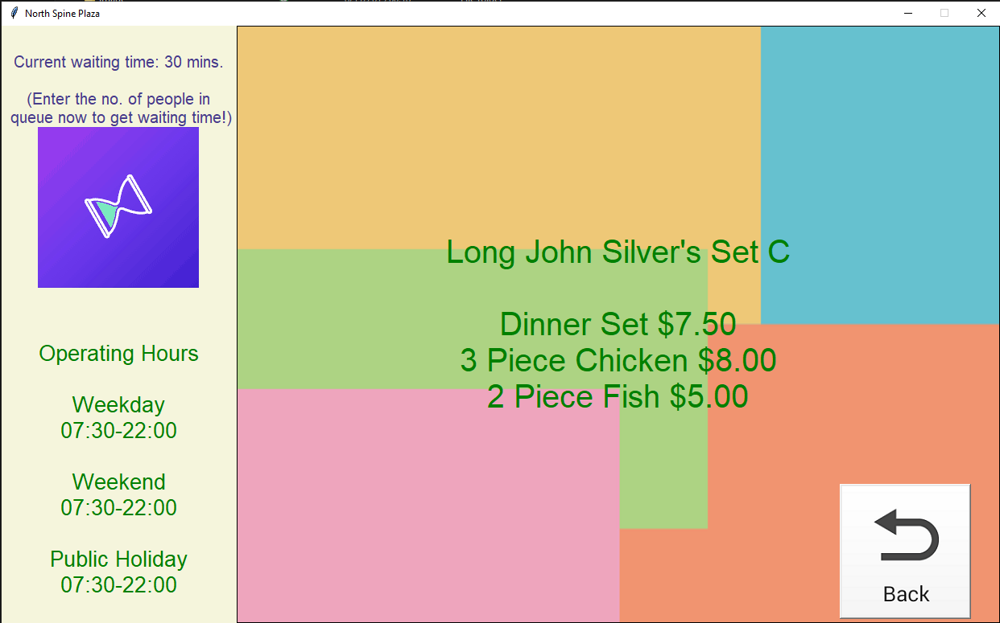 North Spine Plaza
Current waiting time: 30 mins.
(Enter the no. of people in
queue now to get waiting time!)
Operating Hours
Weekday
07:30-22:00
Weekend
07:30-22:00
Public Holiday
07:30-22:00
Long John Silver's Set C
Dinner Set $7.50
3 Piece Chicken $8.00
2 Piece Fish $5.00
Back